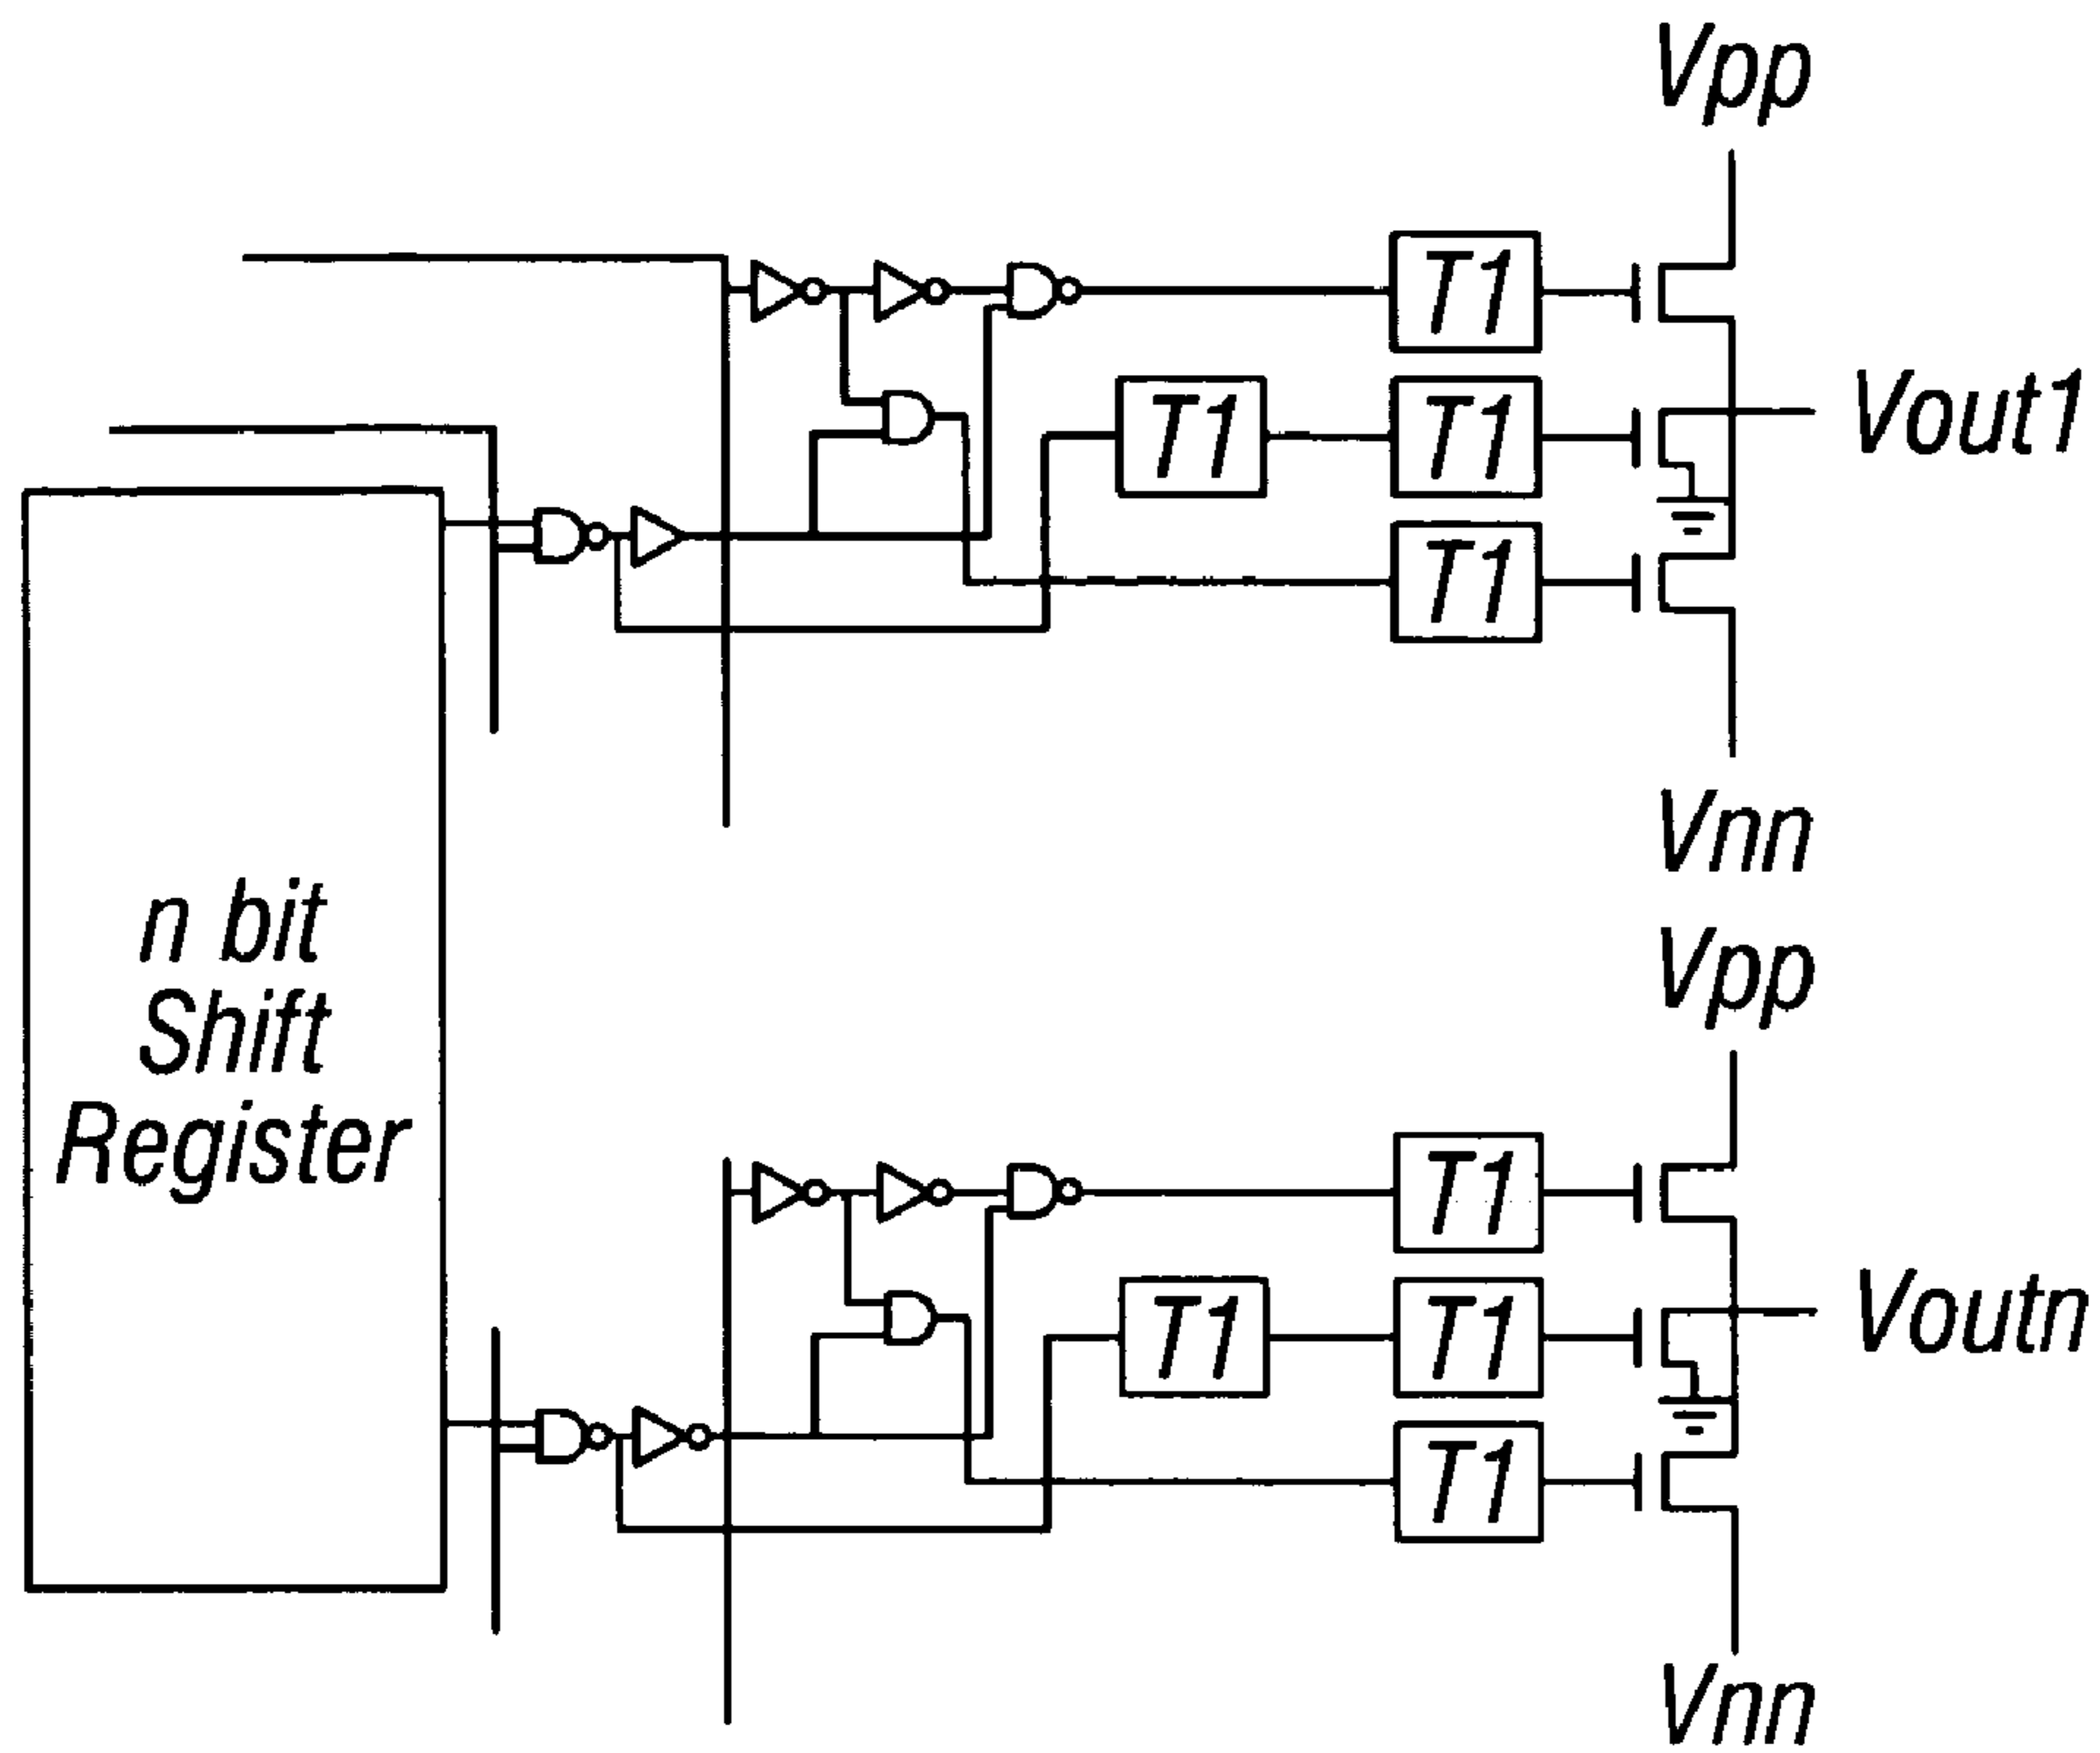 Vpp
T1
T1
T1
Vout1
T1
Vnn
n bit
Shift
Register
Vpp
T1
T1
T1
Voutn
T1
Vnn